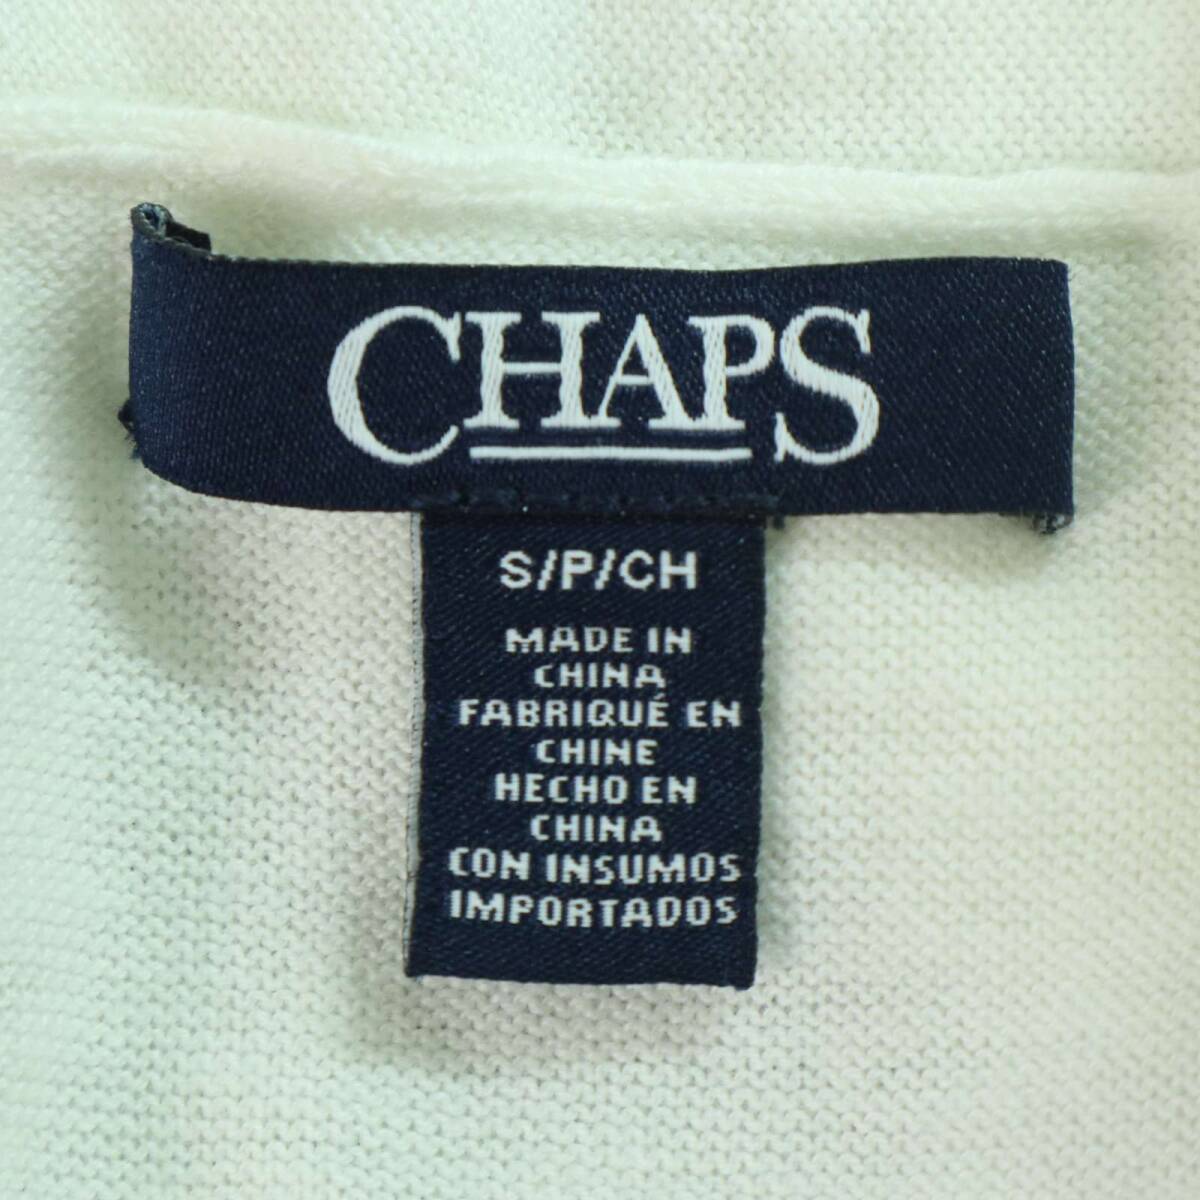 CHAPS
S/P/CH
MADE IN
CHINA
FABRIQUÉ EN
CHINE
HECHO EN
CHINA
CON INSUMOS
IMPORTADOS